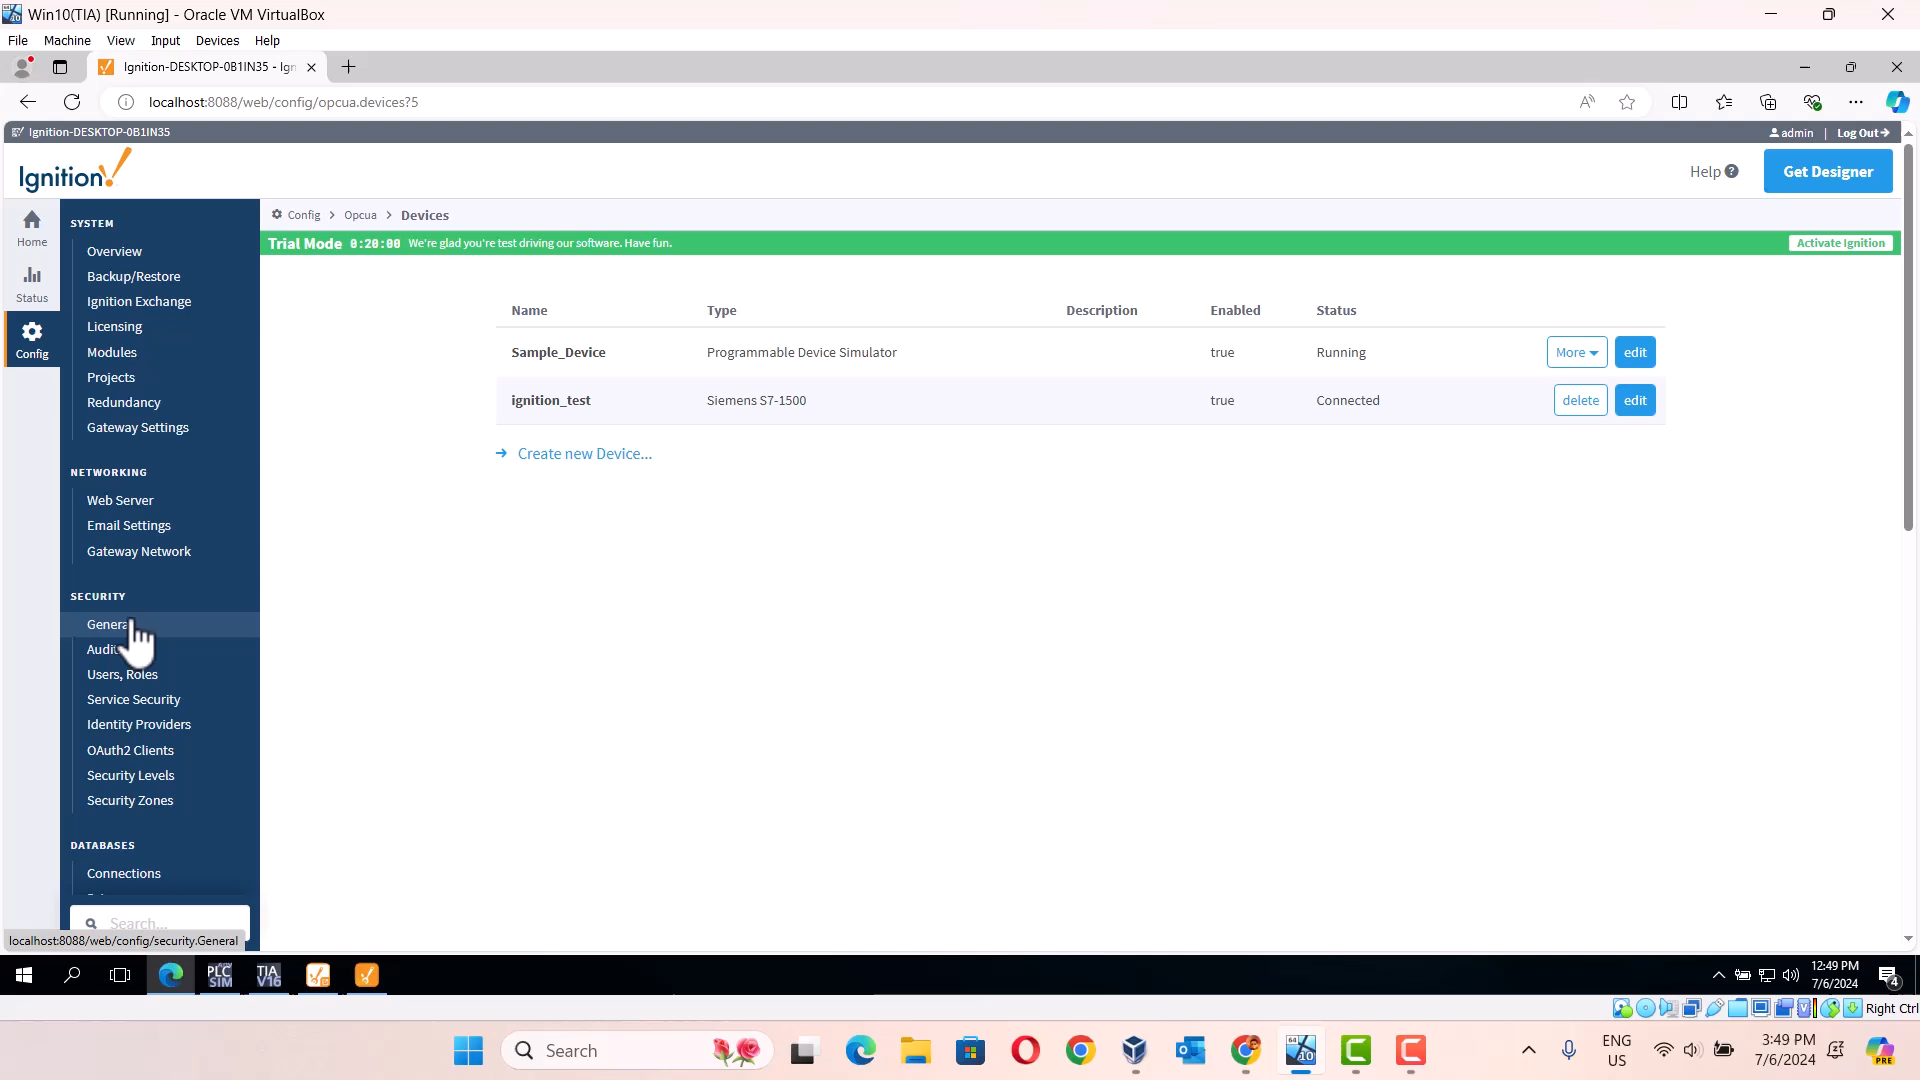 Win10(TIA) [Running] - Oracle VM VirtualBox
File Machine View Input Devices Help
Ignition-DESKTOP-0B1IN35 - Ign
localhost:8088/web/config/opcua.devices?5
Ignition-DESKTOP-0B1IN35
admin | Log Out
Ignition!
Help
Get Designer
Home
Status
Config
SYSTEM
Overview
Backup/Restore
Ignition Exchange
Licensing
Modules
Projects
Redundancy
Gateway Settings
NETWORKING
Web Server
Email Settings
Gateway Network
SECURITY
General
Audit
Users, Roles
Service Security
Identity Providers
OAuth2 Clients
Security Levels
Security Zones
DATABASES
Connections
Search...
localhost:8088/web/config/security.General
Config > Opcua > Devices
Trial Mode 0:20:00 We're glad you're test driving our software. Have fun.
Activate Ignition
Name Type Description Enabled Status
Sample_Device Programmable Device Simulator true Running More edit
ignition_test Siemens S7-1500 true Connected delete edit
Create new Device...
PLC SIM
TIA V16
12:49 PM
7/6/2024
4
Right Ctrl
Search
64
10
ENG
US
3:49 PM
7/6/2024
PRE